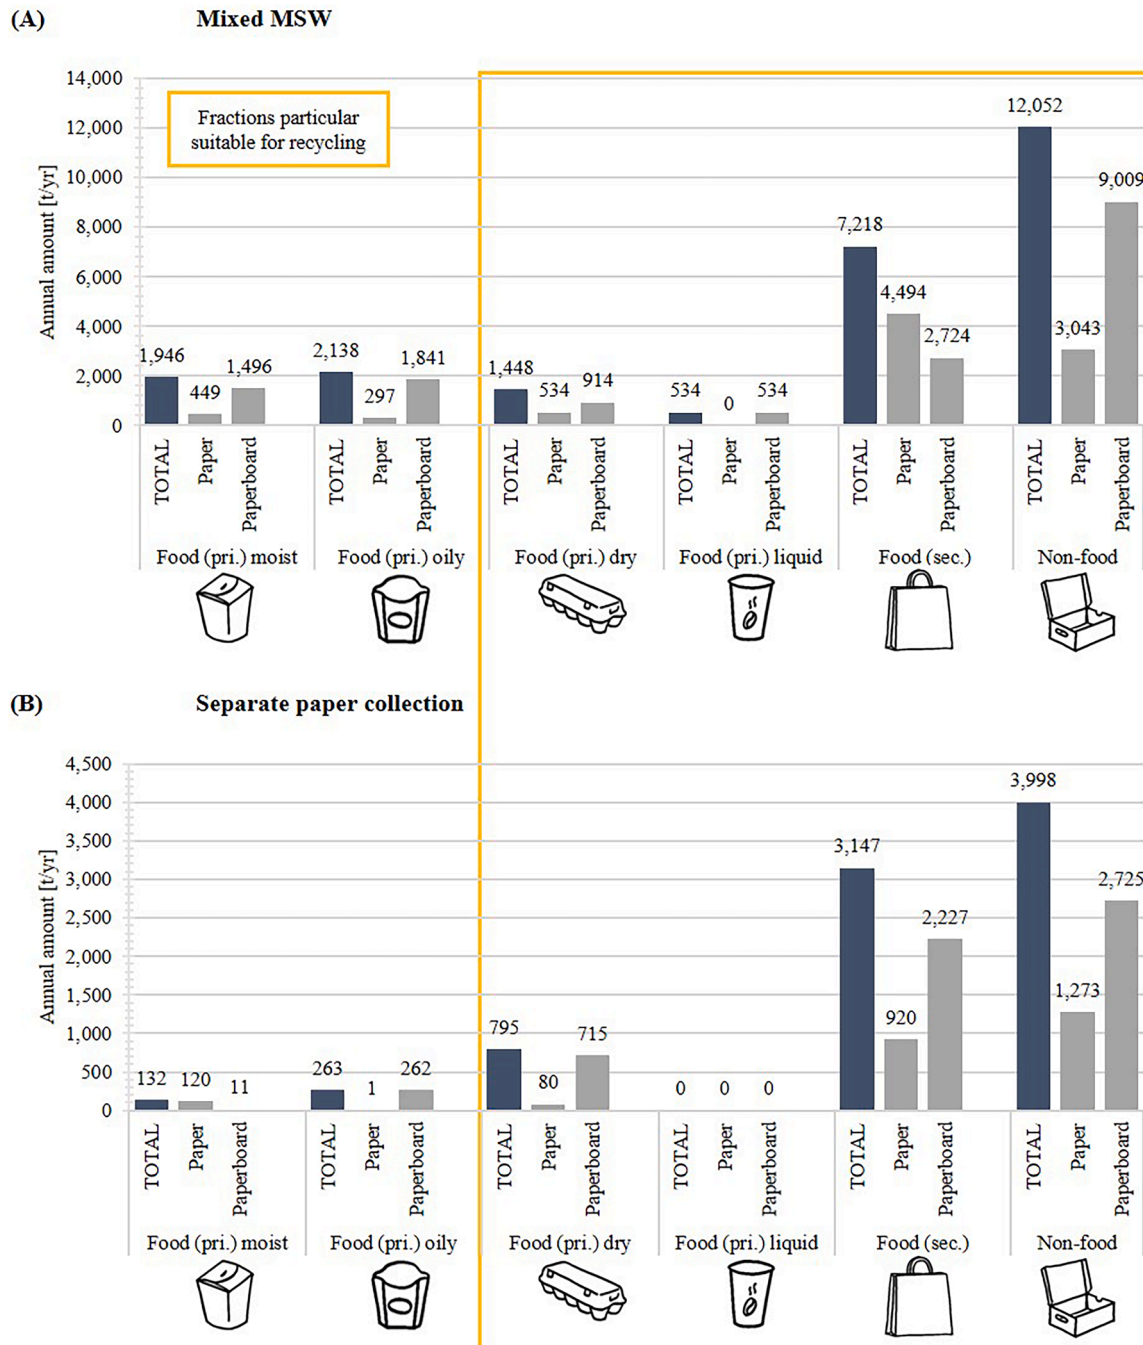 (A) Mixed MSW
Fractions particular
suitable for recycling
Annual amount [t/yr]
14,000
12,000
10,000
8,000
6,000
4,000
2,000
0
1,946 449 1,496 2,138 297 1,841 1,448 534 914 534 0 534 7,218 4,494 2,724 12,052 3,043 9,009
TOTAL Paper Paperboard TOTAL Paper Paperboard TOTAL Paper Paperboard TOTAL Paper Paperboard TOTAL Paper Paperboard TOTAL Paper Paperboard
Food (pri.) moist Food (pri.) oily Food (pri.) dry Food (pri.) liquid Food (sec.) Non-food
(B) Separate paper collection
Annual amount [t/yr]
4,500
4,000
3,500
3,000
2,500
2,000
1,500
1,000
500
0
132 120 11 263 1 262 795 80 715 0 0 0 3,147 920 2,227 3,998 1,273 2,725
TOTAL Paper Paperboard TOTAL Paper Paperboard TOTAL Paper Paperboard TOTAL Paper Paperboard TOTAL Paper Paperboard TOTAL Paper Paperboard
Food (pri.) moist Food (pri.) oily Food (pri.) dry Food (pri.) liquid Food (sec.) Non-food